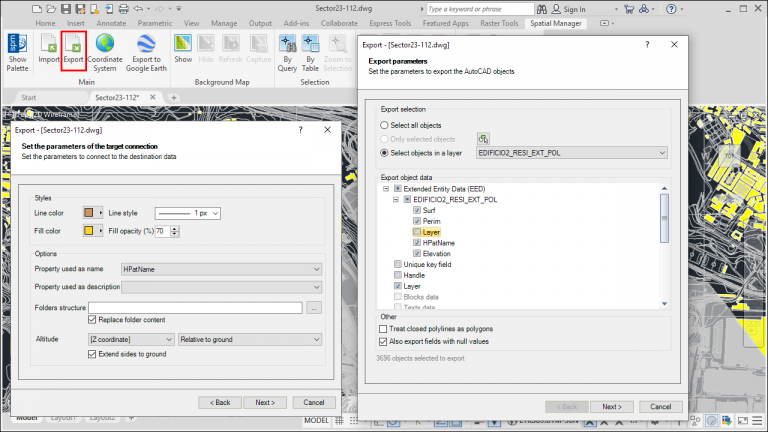 Sector23-112.dwg
Type a keyword or phrase
Sign In
Home Insert Annotate Parametric View Manage Output Add-ins Collaborate Express Tools Featured Apps Raster Tools Spatial Manager
Show Palette
Import
Export
Coordinate System
Export to Google Earth
Show
Hide
Refresh
Capture
By Query
By Table
Zoom to Selection
Main
Background Map
Selection
Start
Sector23-112*
Export - [Sector23-112.dwg]
Set the parameters of the target connection
Set the parameters to connect to the destination data
Styles
Line color Line style 1 px
Fill color Fill opacity (%) 70
Options
Property used as name HPatName
Property used as description
Folders structure ...
Replace folder content
Altitude [Z coordinate] Relative to ground
Extend sides to ground
< Back Next > Cancel
Export - [Sector23-112.dwg]
Export parameters
Set the parameters to export the AutoCAD objects
Export selection
Select all objects
Only selected objects
Select objects in a layer EDIFICIO2_RESI_EXT_POL
Export object data
Extended Entity Data (EED)
EDIFICIO2_RESI_EXT_POL
Surf
Perim
Layer
HPatName
Elevation
Unique key field
Handle
Layer
Blocks data
Texts data
Other
Treat closed polylines as polygons
Also export fields with null values
3696 objects selected to export
< Back Next > Cancel
Model Layout1 Layout2
MODEL